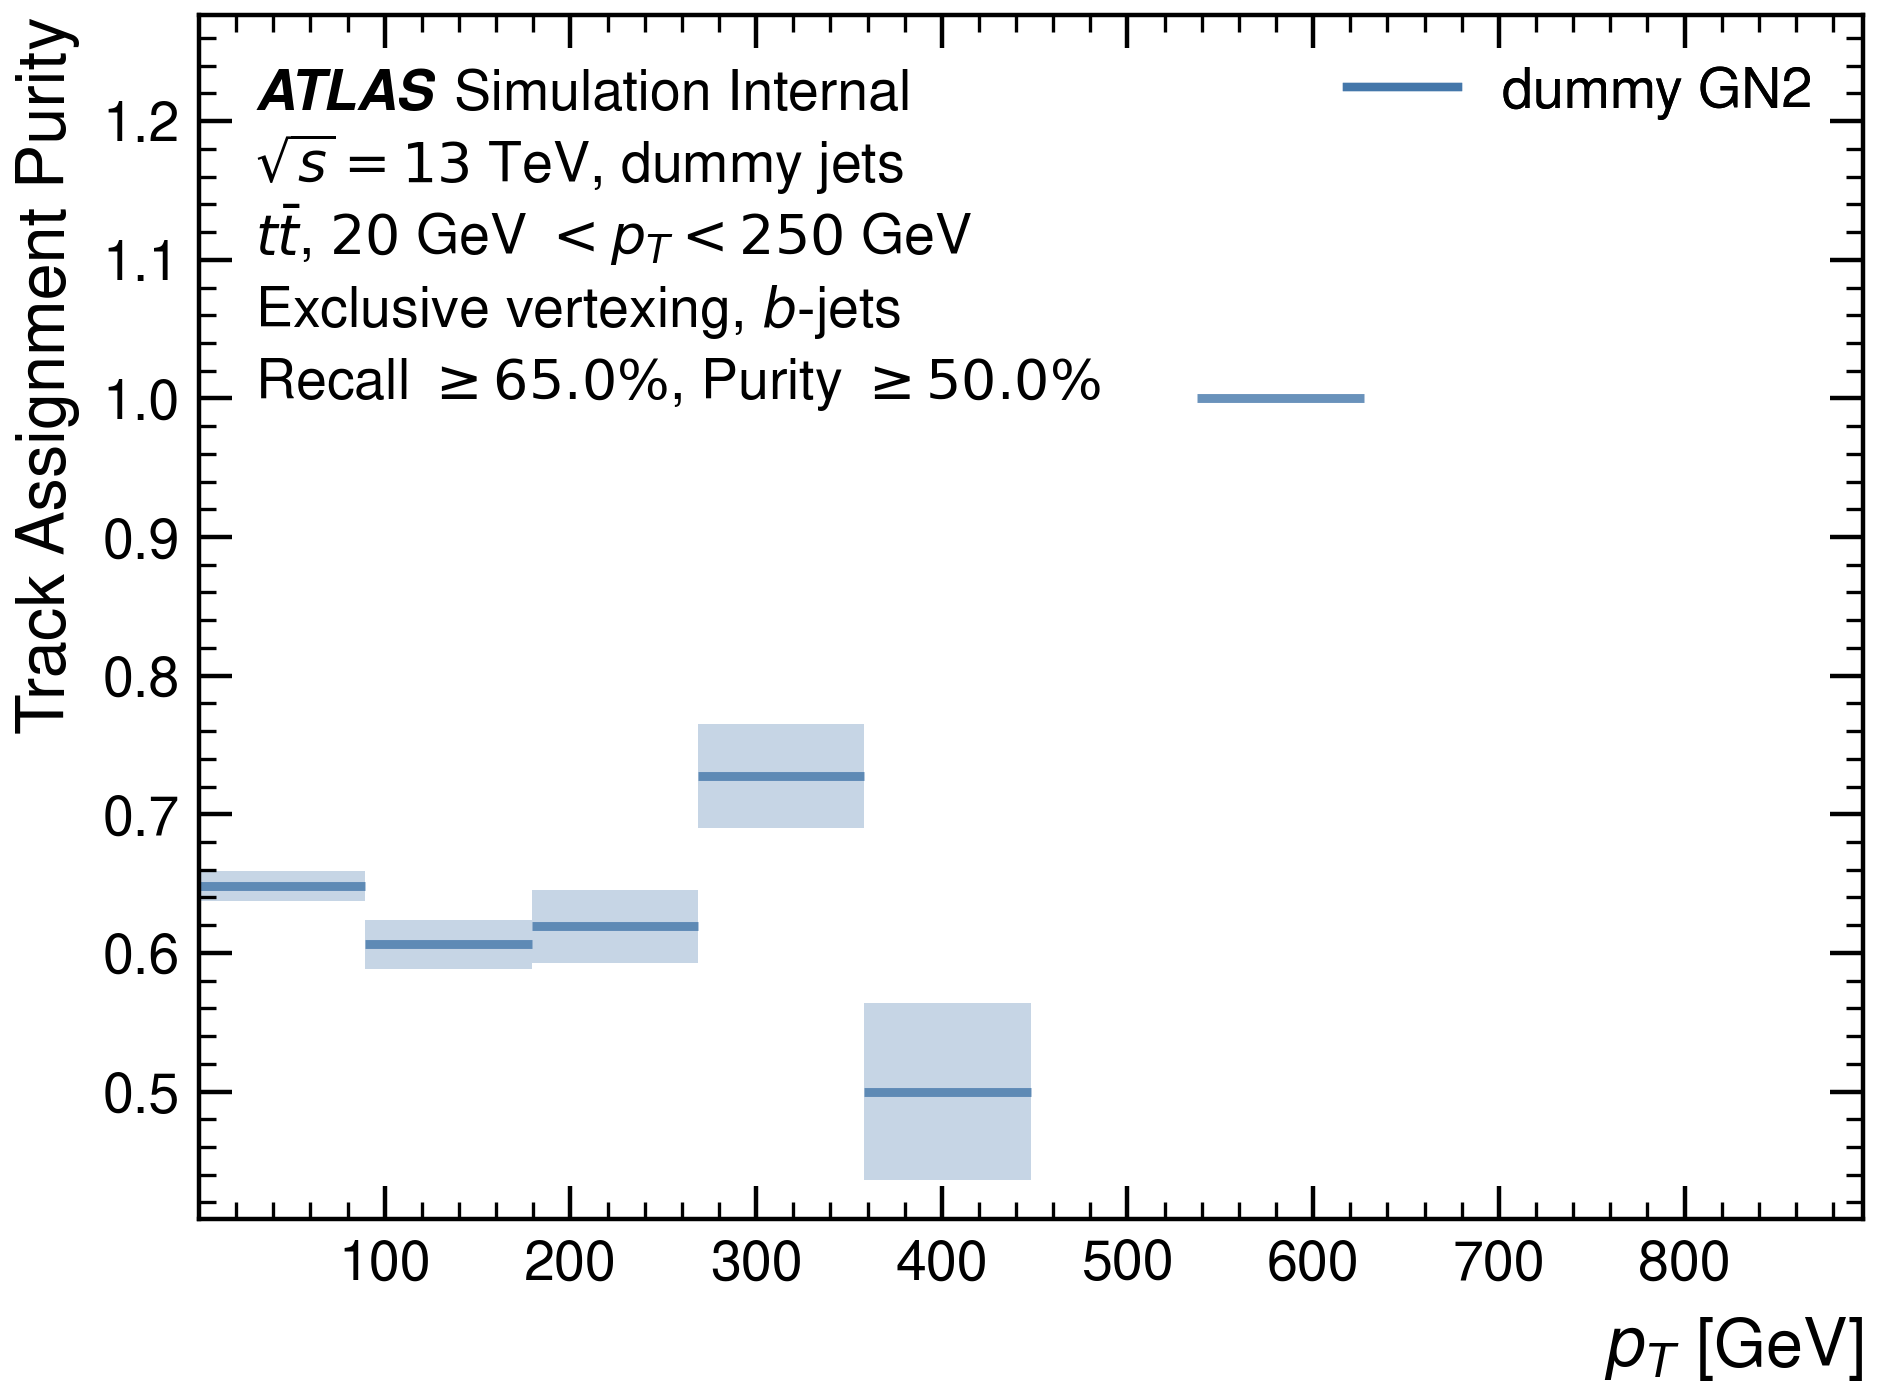 Track Assignment Purity
ATLAS Simulation Internal
√s = 13 TeV, dummy jets
tt̄, 20 GeV < p_T < 250 GeV
Exclusive vertexing, b-jets
Recall ≥ 65.0%, Purity ≥ 50.0%
dummy GN2
1.2
1.1
1.0
0.9
0.8
0.7
0.6
0.5
100 200 300 400 500 600 700 800
p_T [GeV]